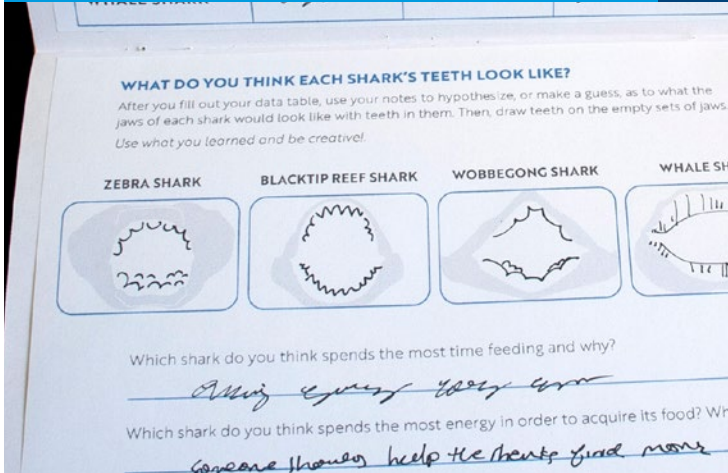 WHALE SHARK
WHAT DO YOU THINK EACH SHARK'S TEETH LOOK LIKE?
After you fill out your data table, use your notes to hypothesize, or make a guess, as to what the
jaws of each shark would look like with teeth in them. Then, draw teeth on the empty sets of jaws.
Use what you learned and be creative!
ZEBRA SHARK BLACKTIP REEF SHARK WOBBEGONG SHARK WHALE SH
Which shark do you think spends the most time feeding and why?
Which shark do you think spends the most energy in order to acquire its food? Wh
help the find more